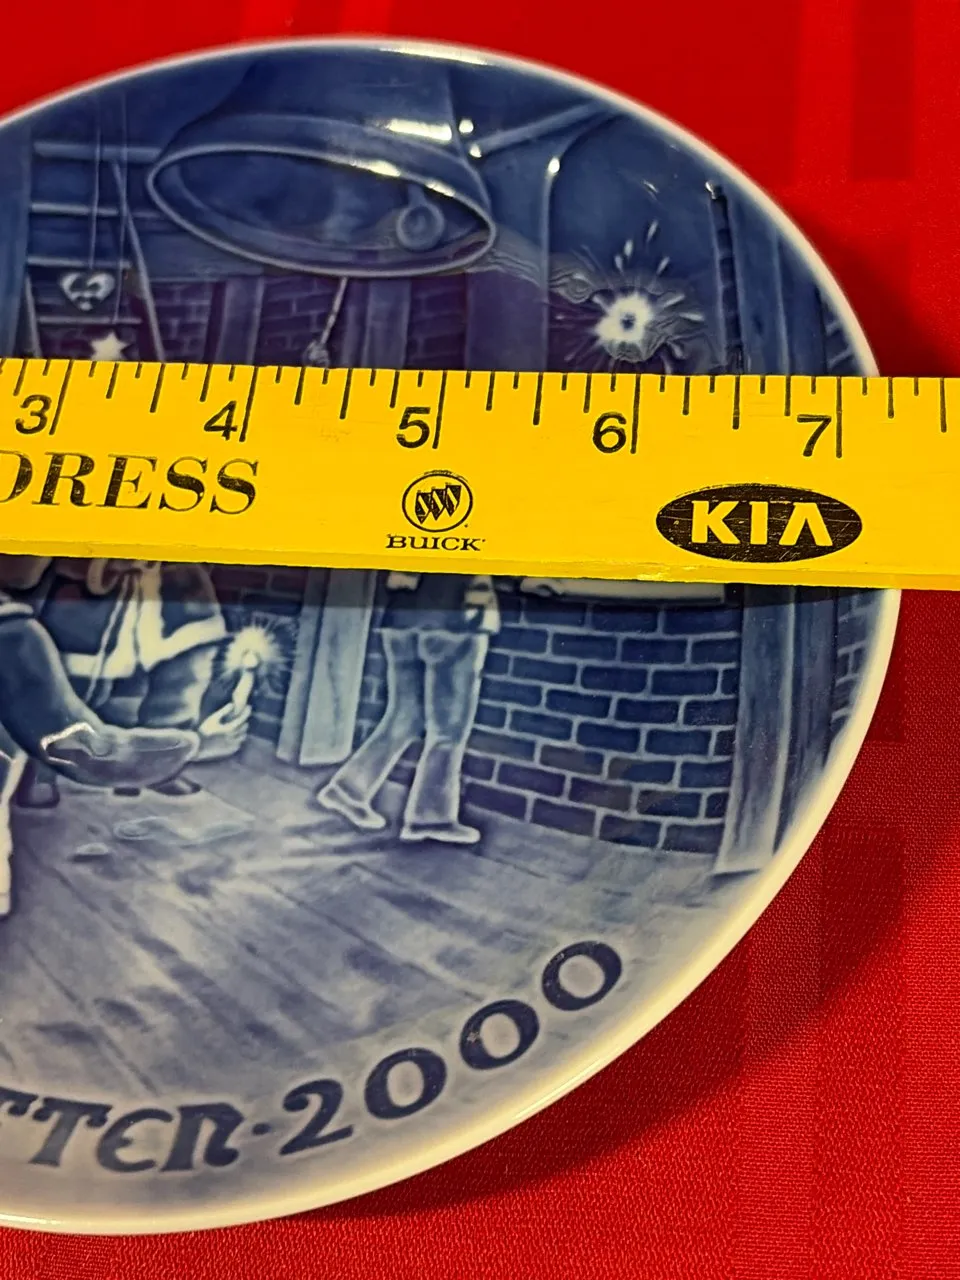 3 4 5 6 7
DRESS BUICK KIA
TTER·2000